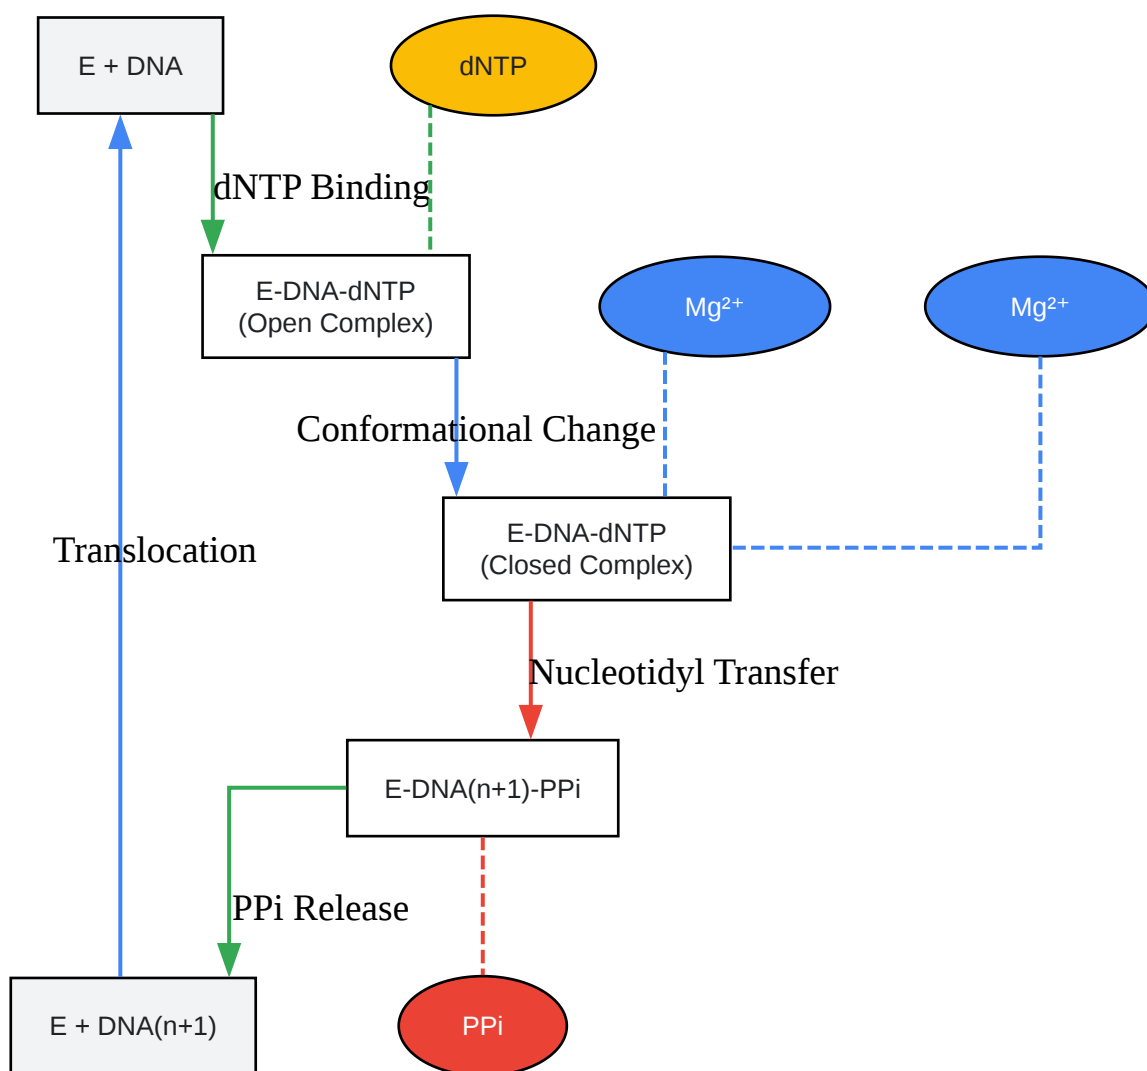 E + DNA
dNTP
dNTP Binding
E-DNA-dNTP
(Open Complex)
Mg²⁺
Mg²⁺
Conformational Change
E-DNA-dNTP
(Closed Complex)
Translocation
Nucleotidyl Transfer
E-DNA(n+1)-PPi
PPi Release
E + DNA(n+1)
PPi